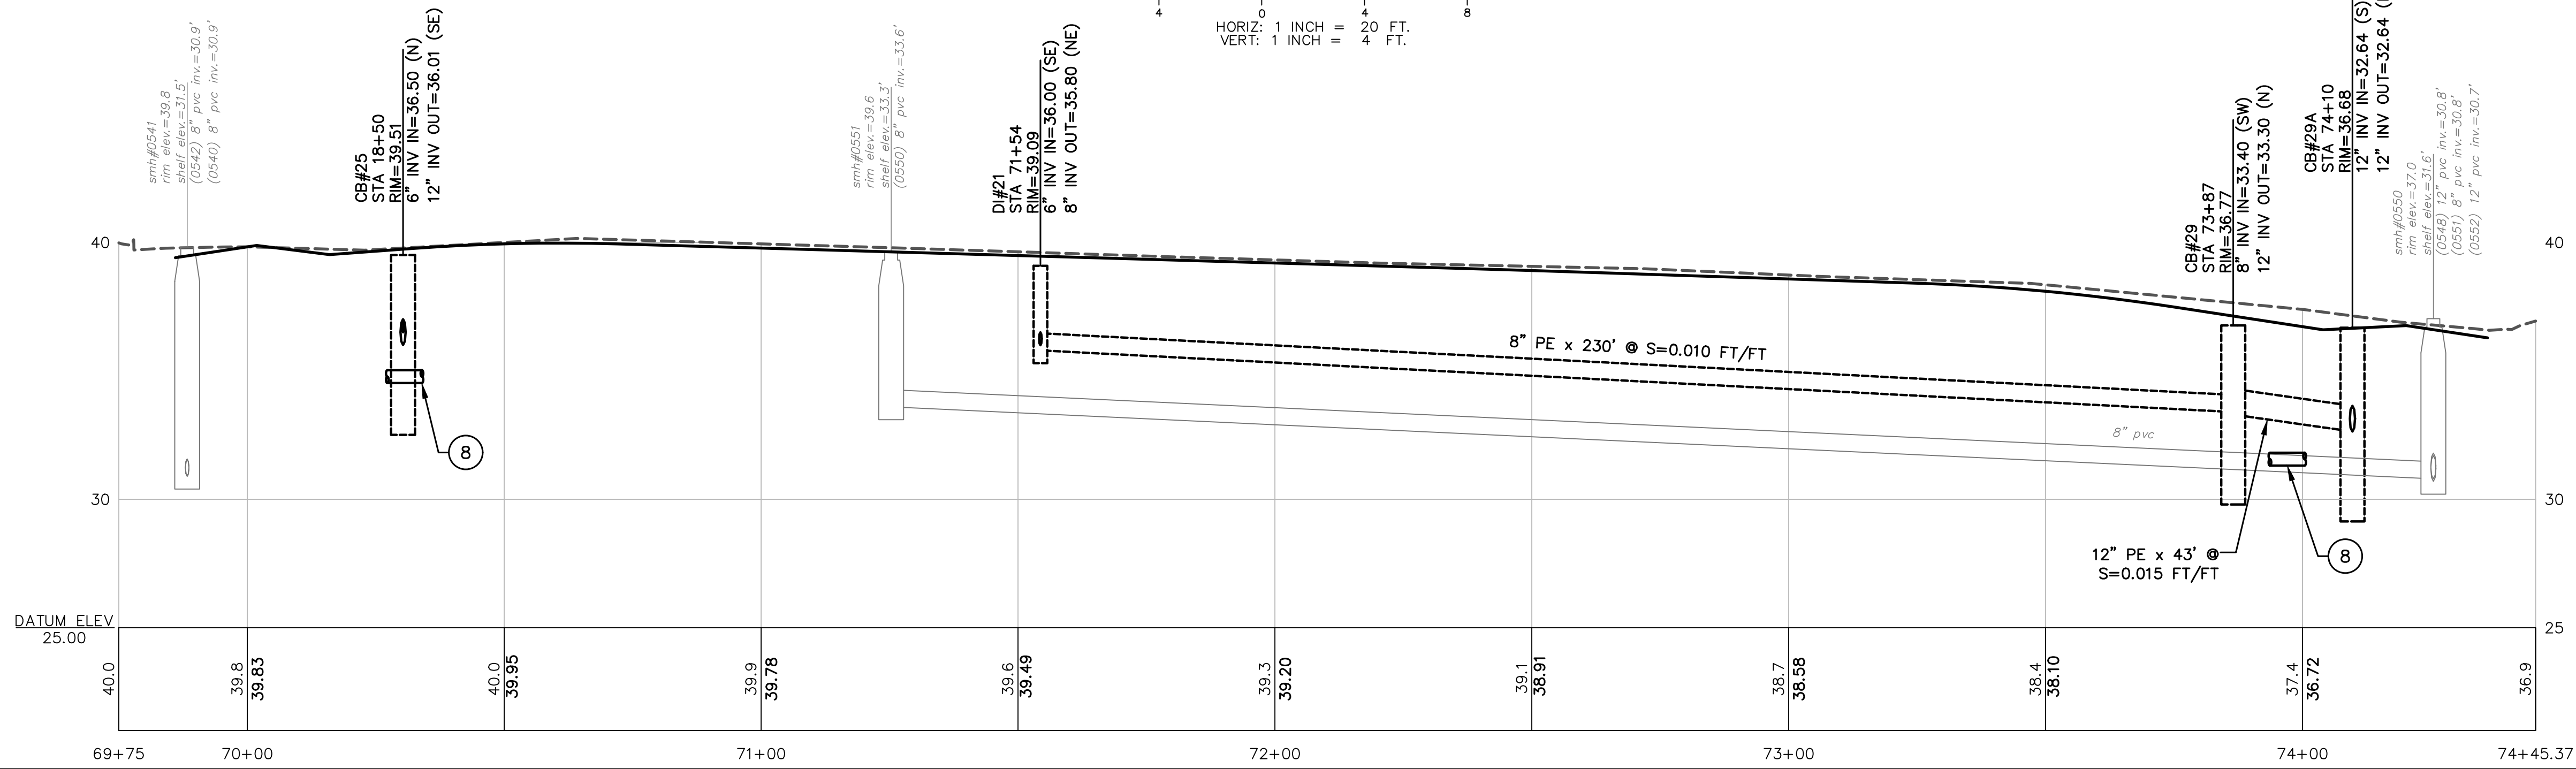 4 0 4 8
HORIZ: 1 INCH = 20 FT.
VERT: 1 INCH = 4 FT.
smh#0541
rim elev.=39.8
shelf elev.=31.5'
(0542) 8" pvc inv.=30.9'
(0540) 8" pvc inv.=30.9'
CB#25
STA 18+50
RIM=39.51
6" INV IN=36.50 (N)
12" INV OUT=36.01 (SE)
smh#0551
rim elev.=39.6
shelf elev.=33.3'
(0550) 8" pvc inv.=33.6'
DI#21
STA 71+54
RIM=39.09
6" INV IN=36.00 (SE)
8" INV OUT=35.80 (NE)
CB#29
STA 73+87
RIM=36.77
8" INV IN=33.40 (SW)
12" INV OUT=33.30 (N)
CB#29A
STA 74+10
RIM=36.68
12" INV IN=32.64 (S)
12" INV OUT=32.64
smh#0550
rim elev.=37.0
shelf elev.=31.6'
(0548) 12" pvc inv.=30.8'
(0551) 8" pvc inv.=30.8'
(0552) 12" pvc inv.=30.7'
40
40
8" PE x 230' @ S=0.010 FT/FT
8" pvc
8
30
30
12" PE x 43' @
S=0.015 FT/FT
8
DATUM ELEV
25.00
25
40.0
39.8
39.83
40.0
39.95
39.9
39.78
39.6
39.49
39.3
39.20
39.1
38.91
38.7
38.58
38.4
38.10
37.4
36.72
36.9
69+75 70+00 71+00 72+00 73+00 74+00 74+45.37